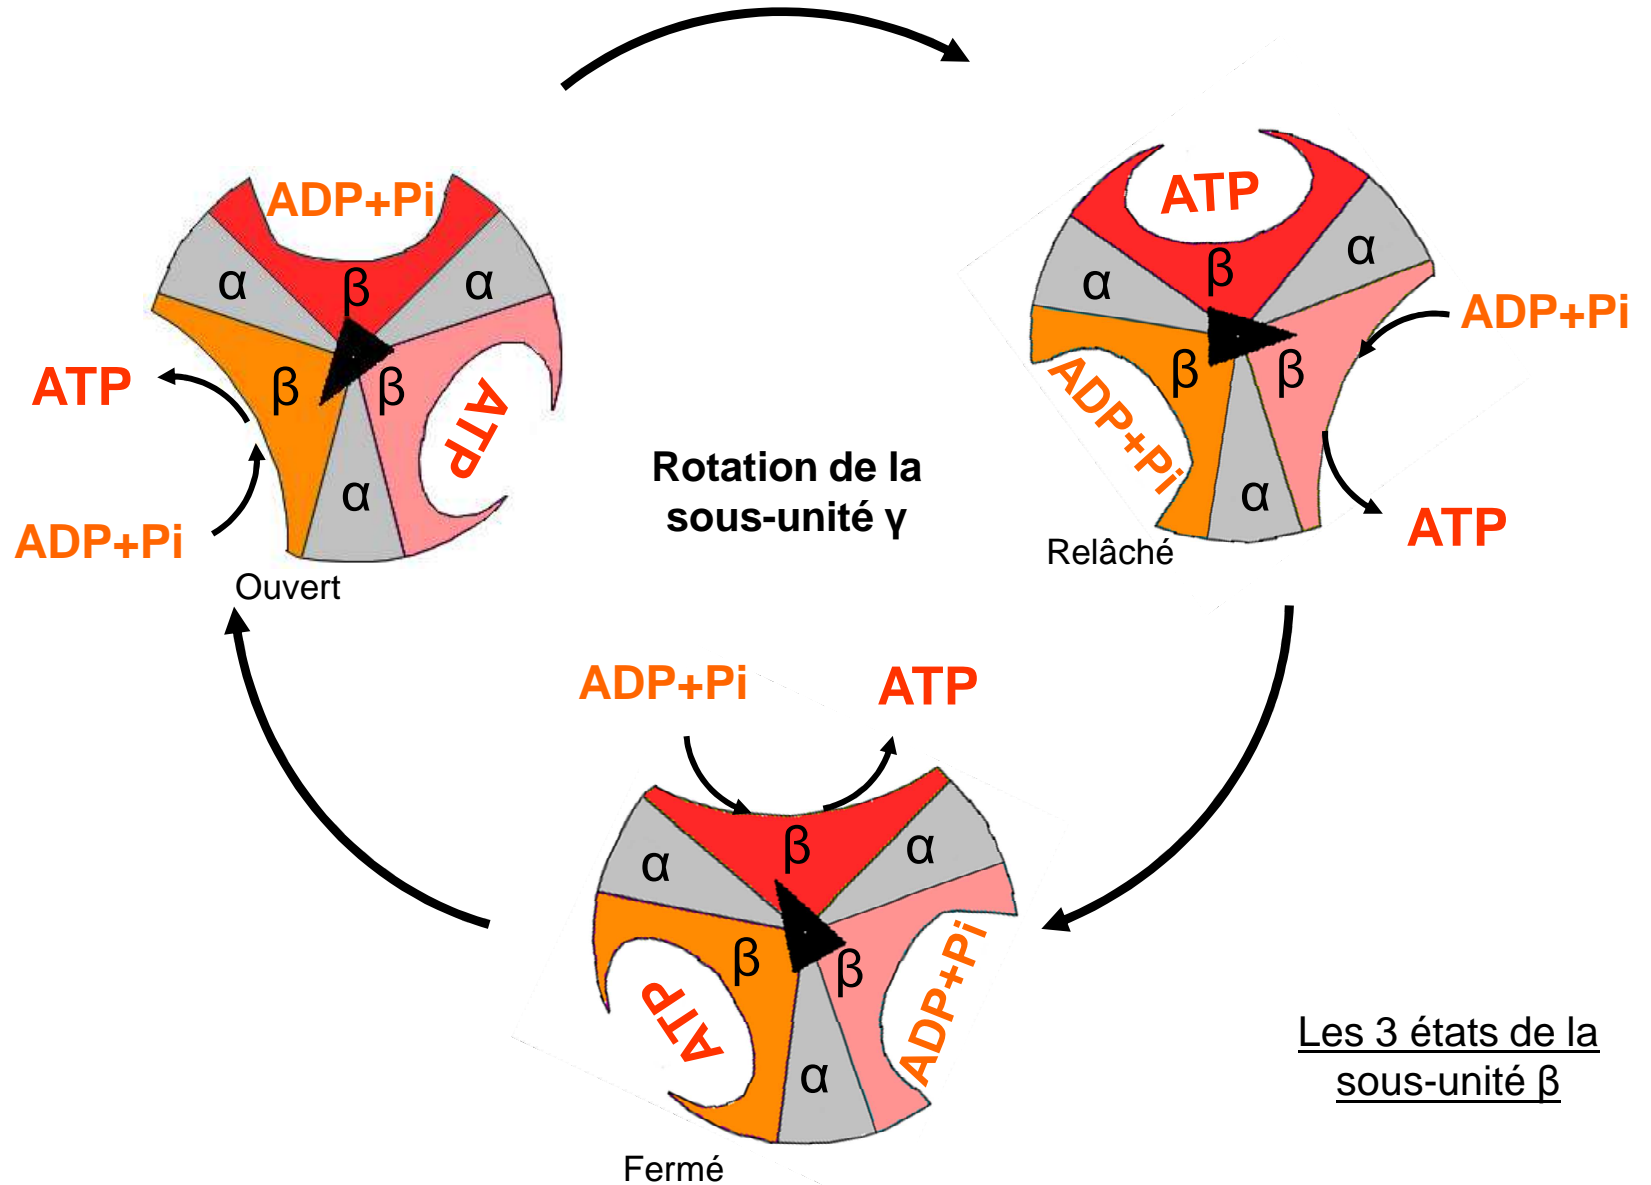 ADP+Pi
α
β
α
ATP
β
β
ATP
α
ADP+Pi
Ouvert
ATP
α
β
α
ADP+Pi
β
β
ADP+Pi
α
ATP
Relâché
Rotation de la
sous-unité γ
ADP+Pi
ATP
β
α
α
β
β
ADP+Pi
ATP
α
Fermé
Les 3 états de la
sous-unité β